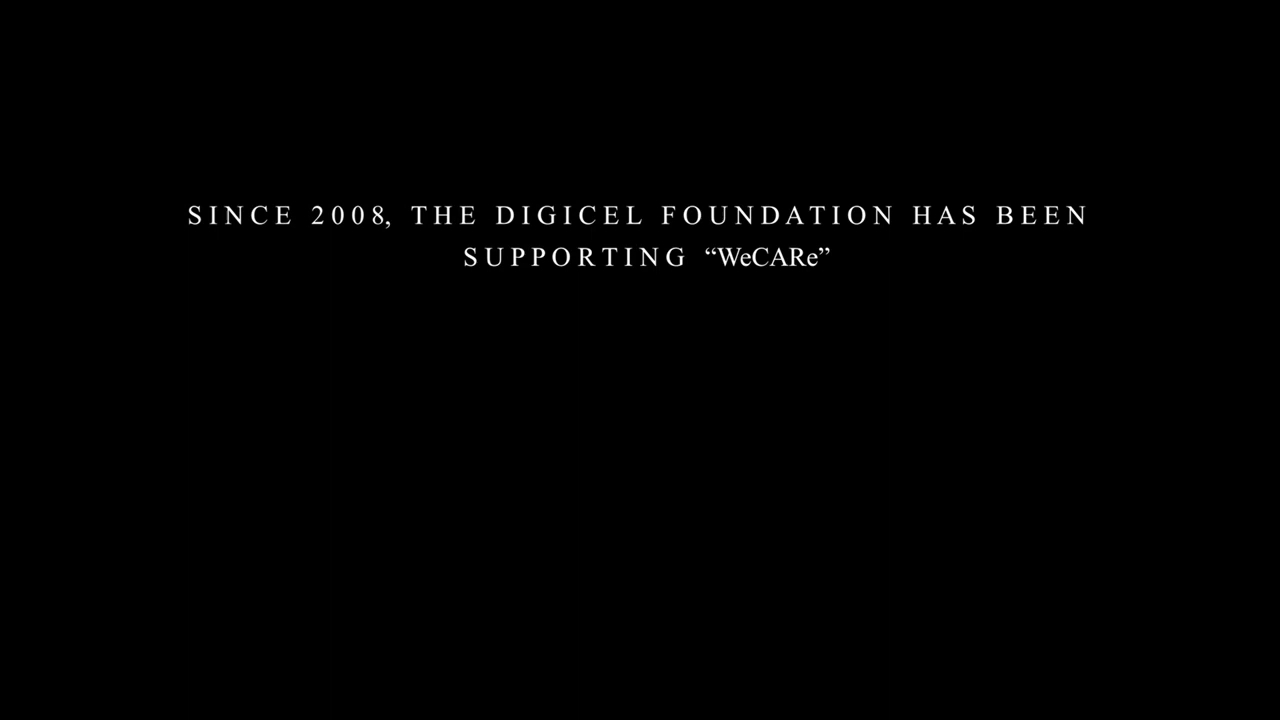 SINCE 2008, THE DIGICEL FOUNDATION HAS BEEN
SUPPORTING “WeCARe”